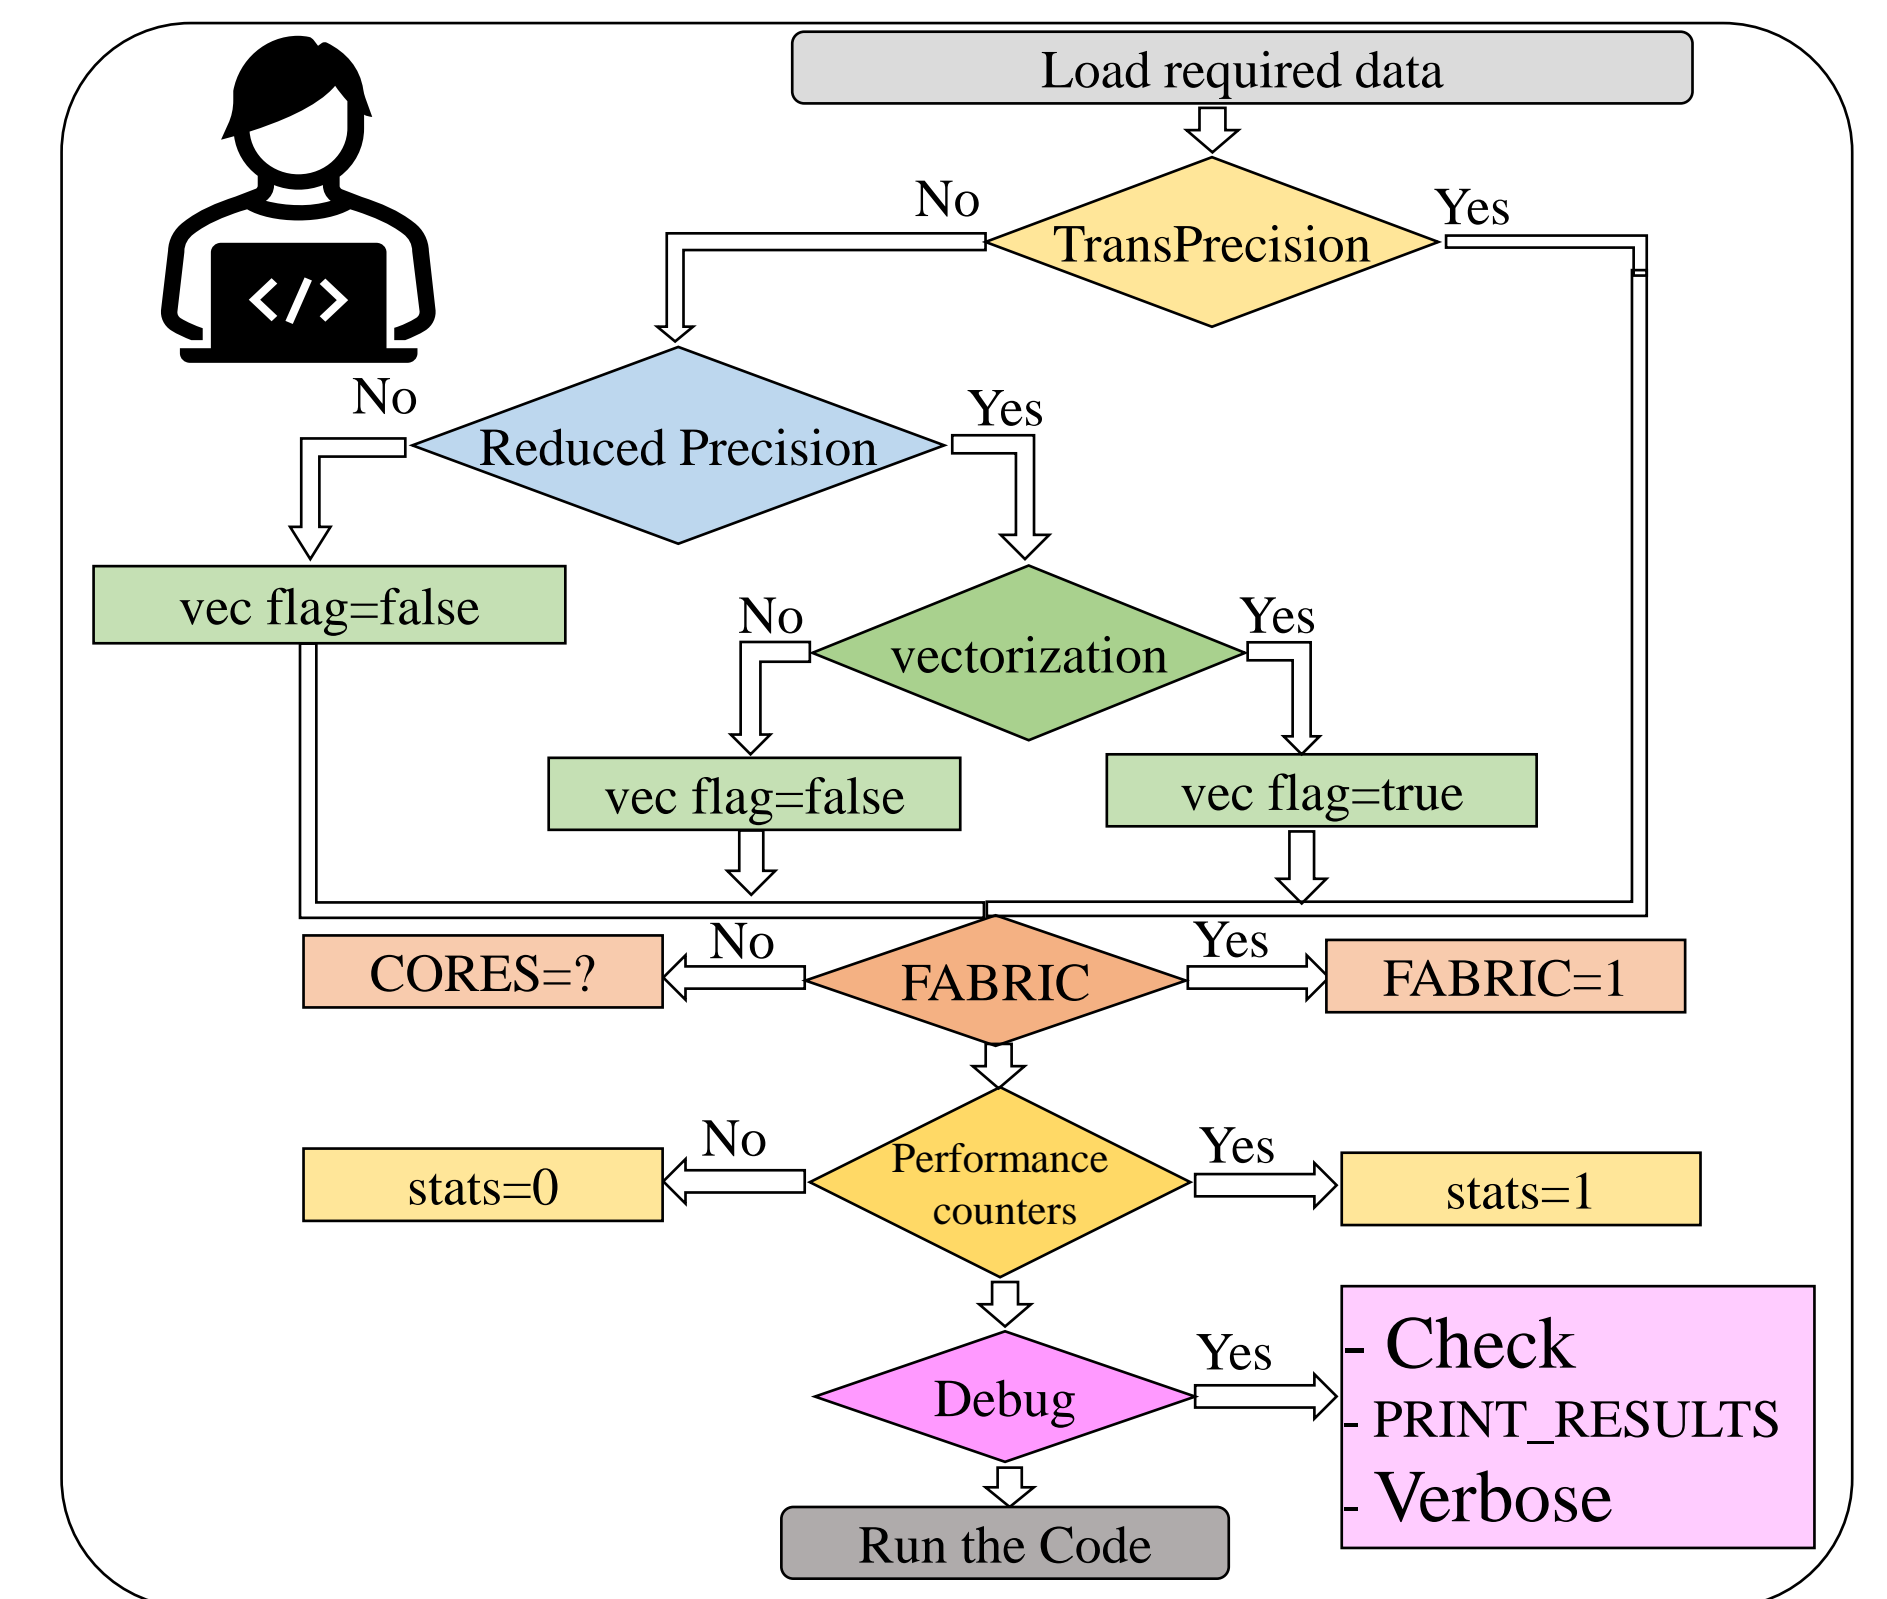 Load required data
No
Yes
TransPrecision
No
Yes
Reduced Precision
</>
vec flag=false
No
Yes
vectorization
vec flag=false
vec flag=true
No
Yes
CORES=?
FABRIC
FABRIC=1
No
Yes
Performance
counters
stats=0
stats=1
Yes
Debug
- Check
- PRINT_RESULTS
- Verbose
Run the Code